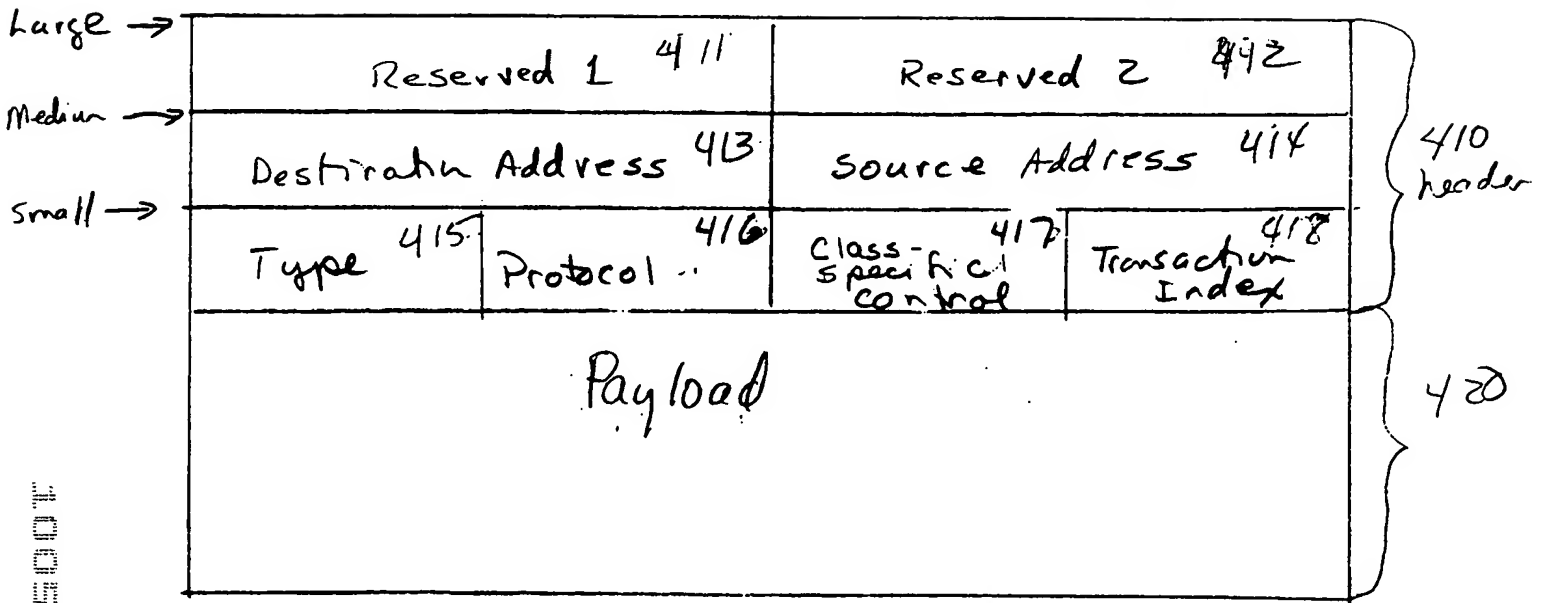 Large →
Reserved 1 411
Reserved 2 412
Medium →
Destination Address 413
Source Address 414
410
header
Small →
Type 415
Protocol 416
Class-
specific
control 417
Transaction
Index 418
Payload
420
1005